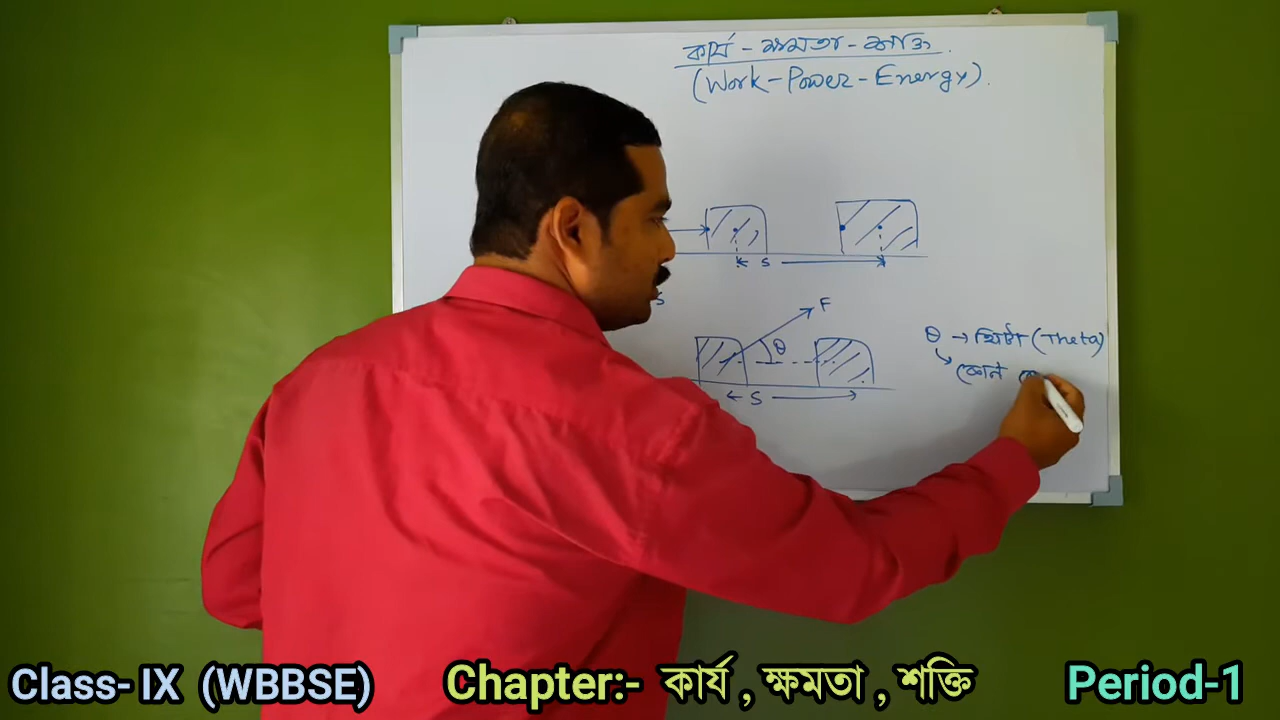 কার্য - ক্ষমতা - শক্তি.
(Work-Power-Energy).
S
S
F
θ
θ → থিটা (Theta)
কোন
S
Class- IX (WBBSE) Chapter:- কার্য , ক্ষমতা , শক্তি Period-1